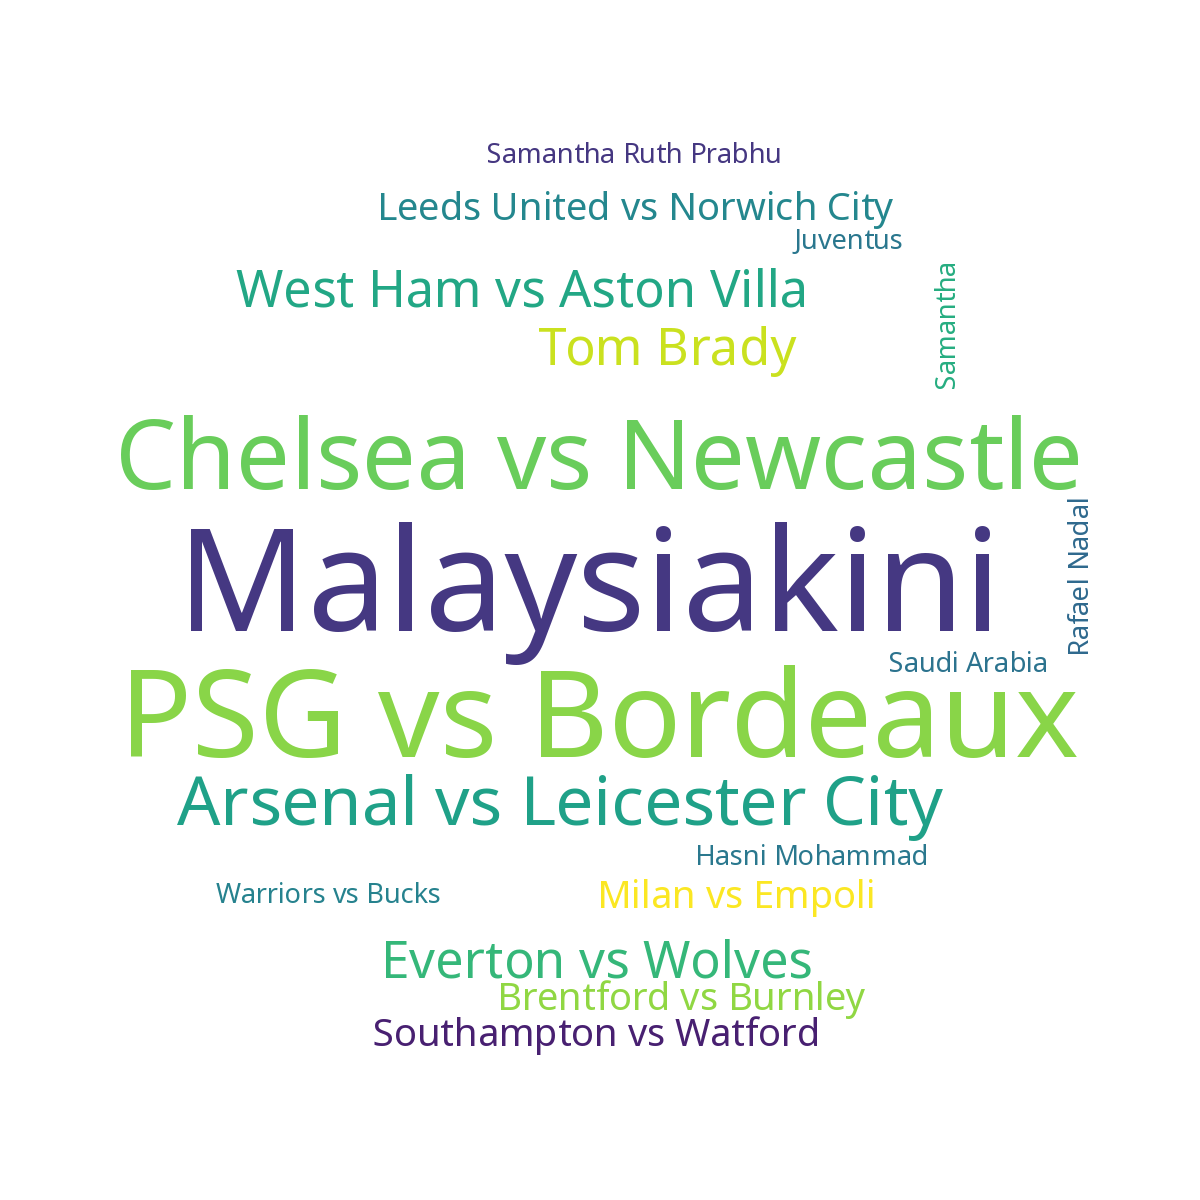 Samantha Ruth Prabhu
Leeds United vs Norwich City
Juventus
West Ham vs Aston Villa
Samantha
Tom Brady
Chelsea vs Newcastle
Malaysiakini
Rafael Nadal
Saudi Arabia
PSG vs Bordeaux
Arsenal vs Leicester City
Hasni Mohammad
Warriors vs Bucks
Milan vs Empoli
Everton vs Wolves
Brentford vs Burnley
Southampton vs Watford